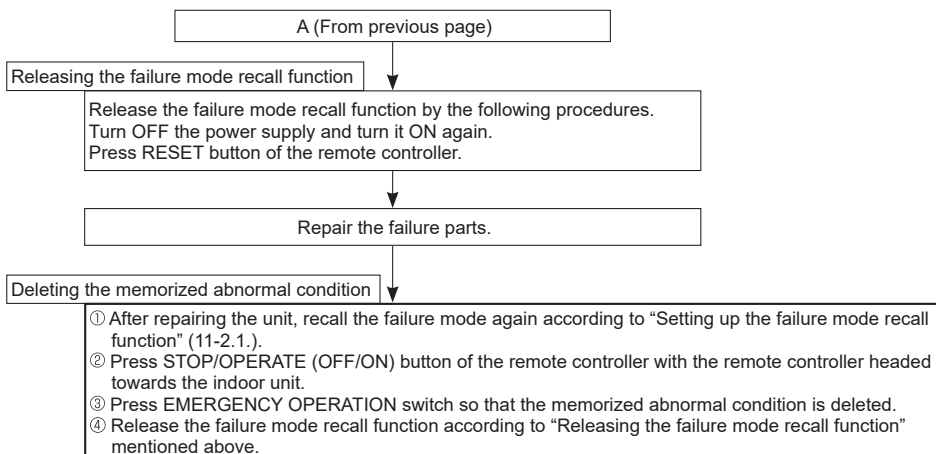 A (From previous page)
Releasing the failure mode recall function
Release the failure mode recall function by the following procedures.
Turn OFF the power supply and turn it ON again.
Press RESET button of the remote controller.
Repair the failure parts.
Deleting the memorized abnormal condition
① After repairing the unit, recall the failure mode again according to “Setting up the failure mode recall
function” (11-2.1.).
② Press STOP/OPERATE (OFF/ON) button of the remote controller with the remote controller headed
towards the indoor unit.
③ Press EMERGENCY OPERATION switch so that the memorized abnormal condition is deleted.
④ Release the failure mode recall function according to “Releasing the failure mode recall function”
mentioned above.